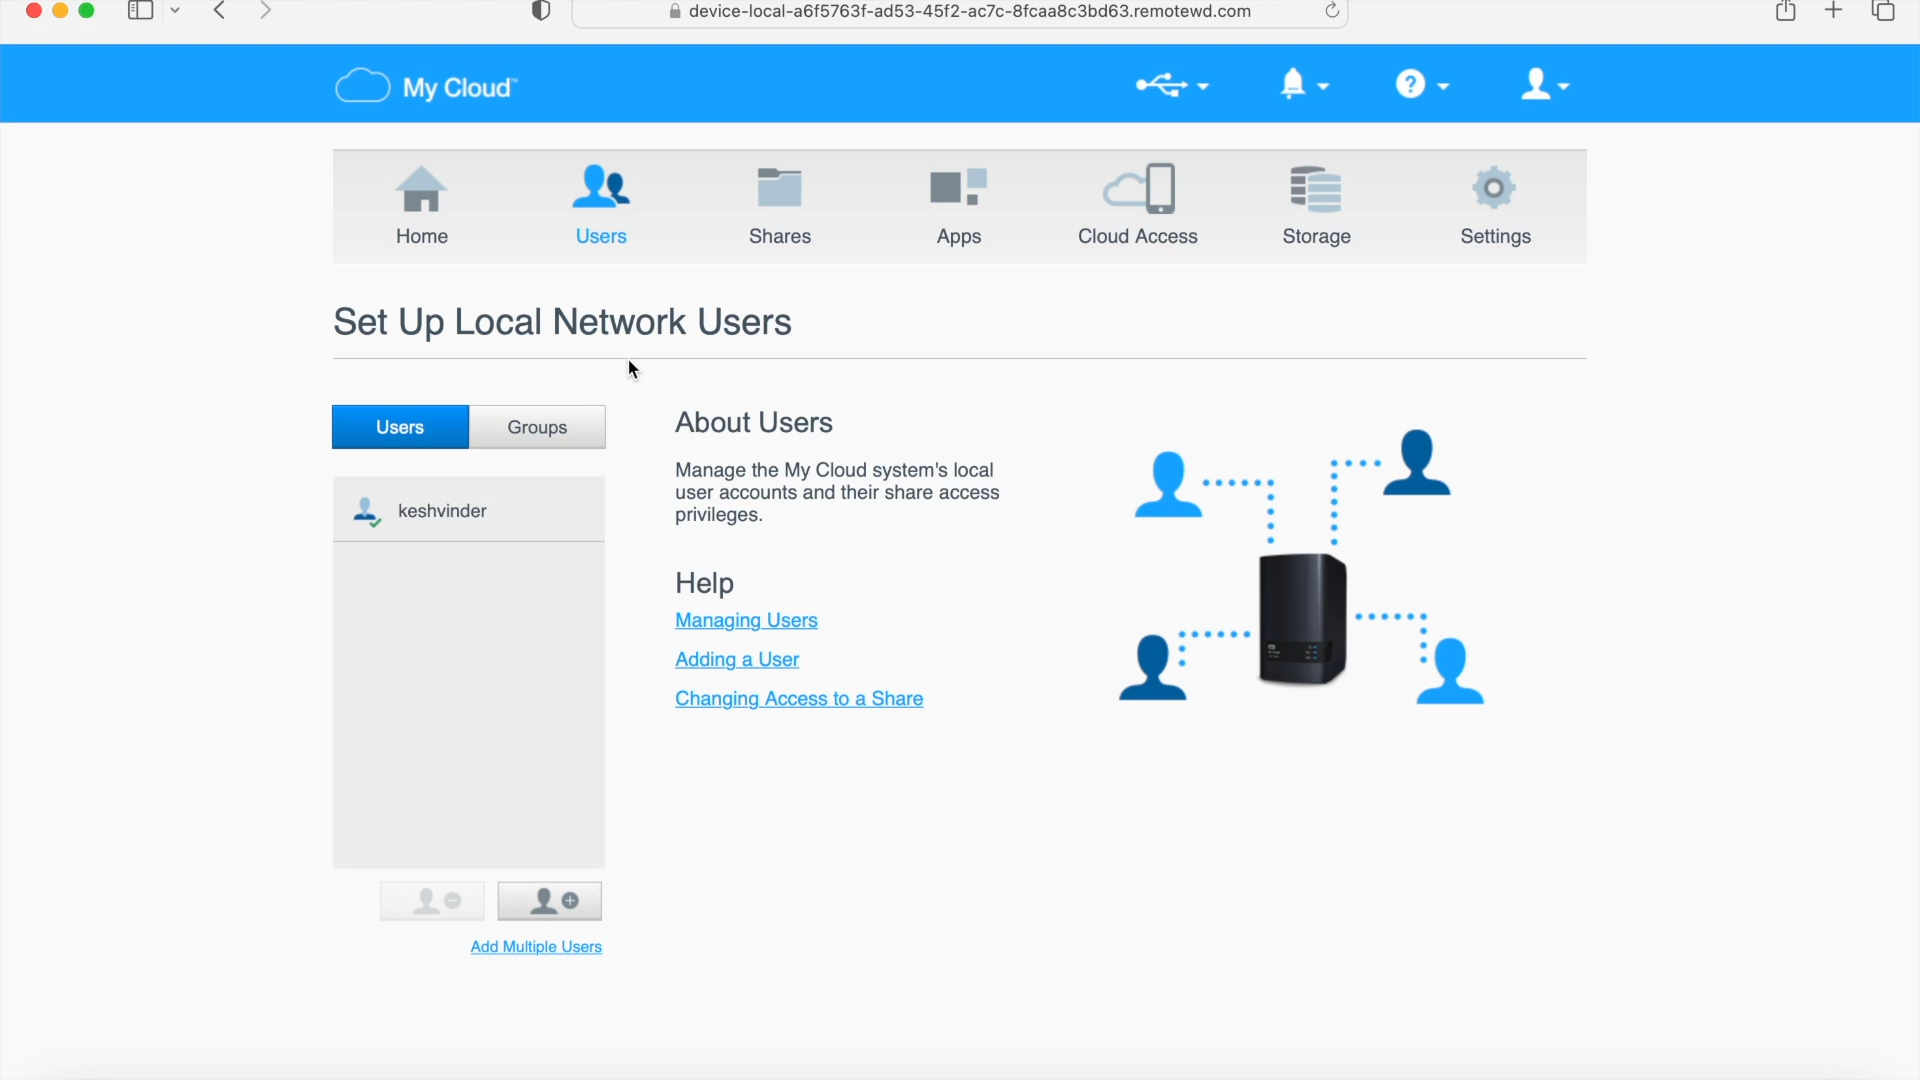 device-local-a6f5763f-ad53-45f2-ac7c-8fcaa8c3bd63.remotewd.com
My Cloud™
Home
Users
Shares
Apps
Cloud Access
Storage
Settings
Set Up Local Network Users
Users
Groups
keshvinder
Add Multiple Users
About Users
Manage the My Cloud system's local
user accounts and their share access
privileges.
Help
Managing Users
Adding a User
Changing Access to a Share